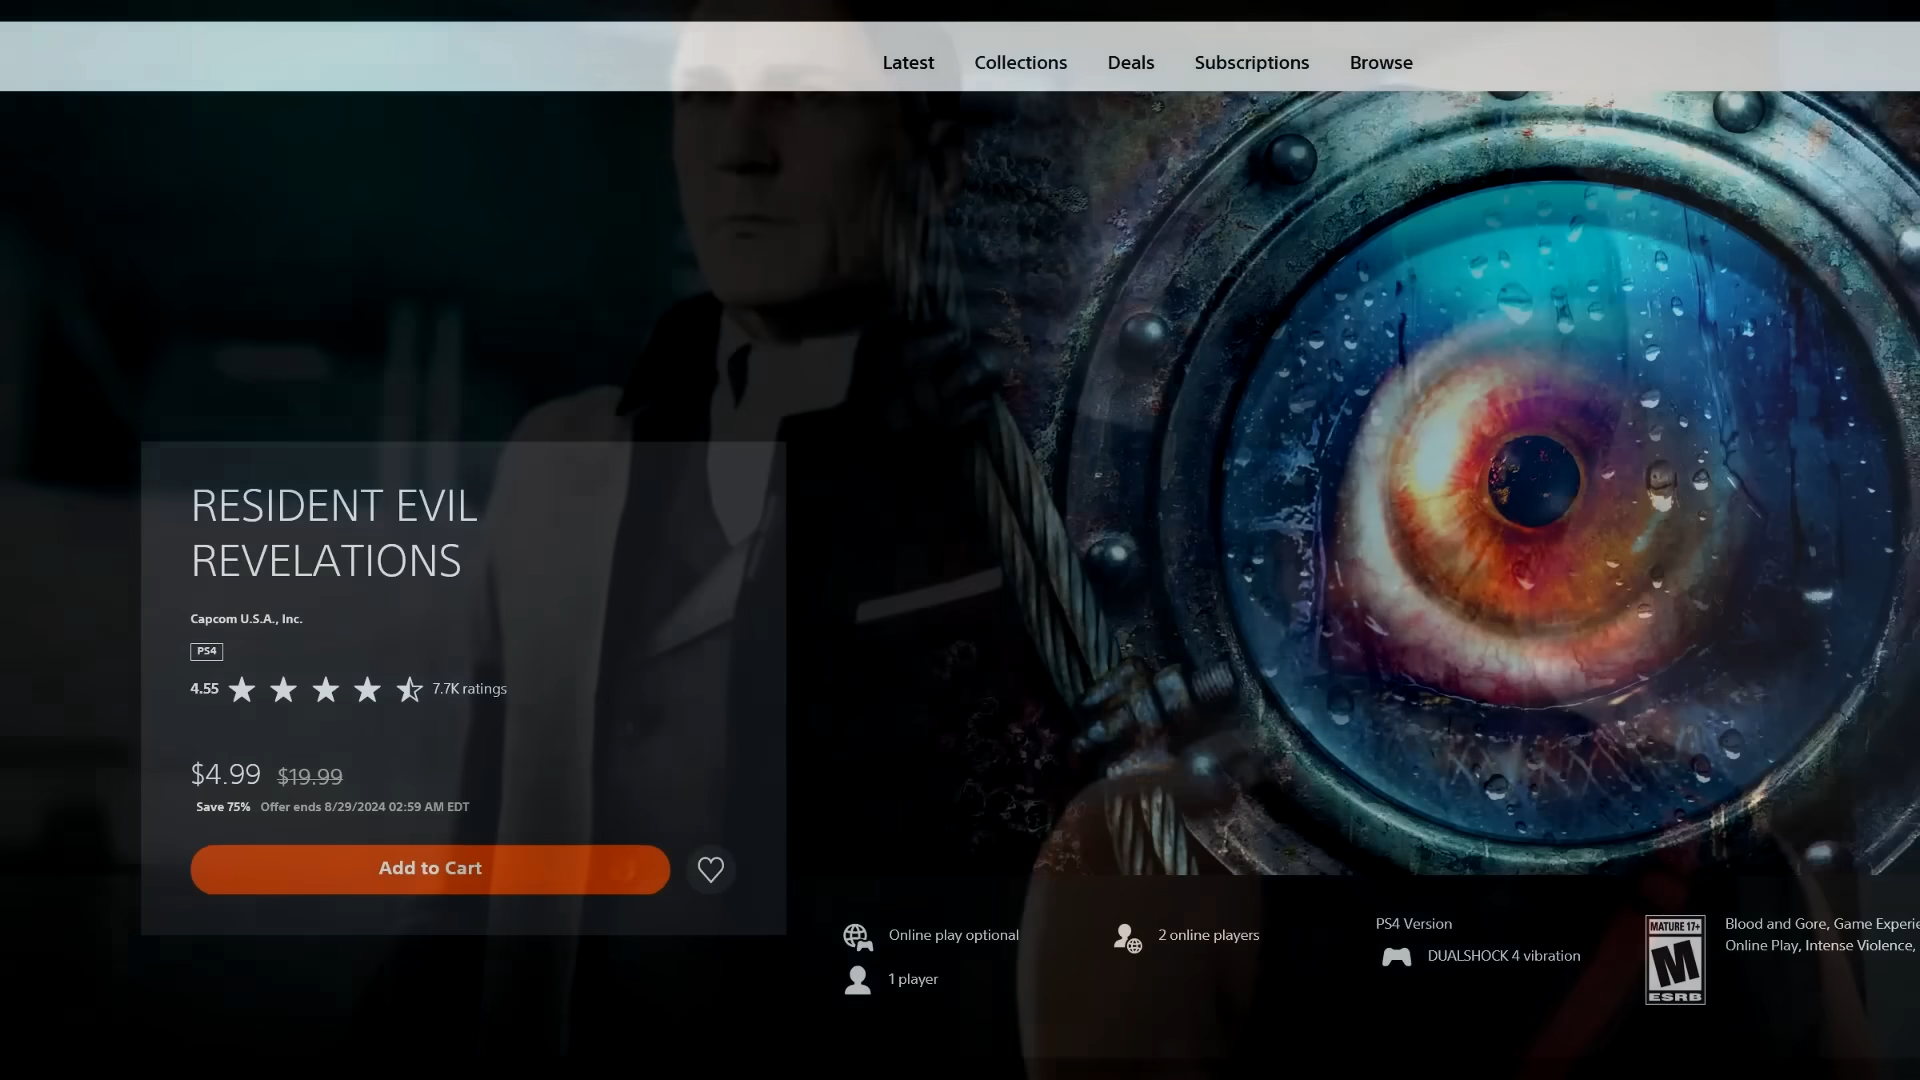 Latest Collections Deals Subscriptions Browse
RESIDENT EVIL
REVELATIONS
Capcom U.S.A., Inc.
PS4
4.55 7.7K ratings
$4.99 $19.99
Save 75% Offer ends 8/29/2024 02:59 AM EDT
Add to Cart
Online play optional
1 player
2 online players
PS4 Version
DUALSHOCK 4 vibration
MATURE 17+
M
ESRB
Blood and Gore, Game Experie
Online Play, Intense Violence,